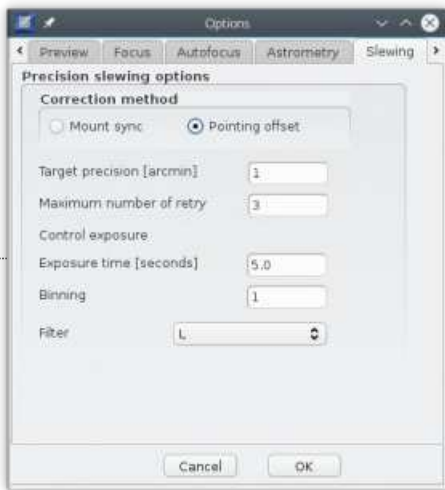 Options
Preview Focus Autofocus Astrometry Slewing
Precision slewing options
Correction method
Mount sync Pointing offset
Target precision [arcmin] 1
Maximum number of retry 3
Control exposure
Exposure time [seconds] 5.0
Binning 1
Filter L
Cancel OK